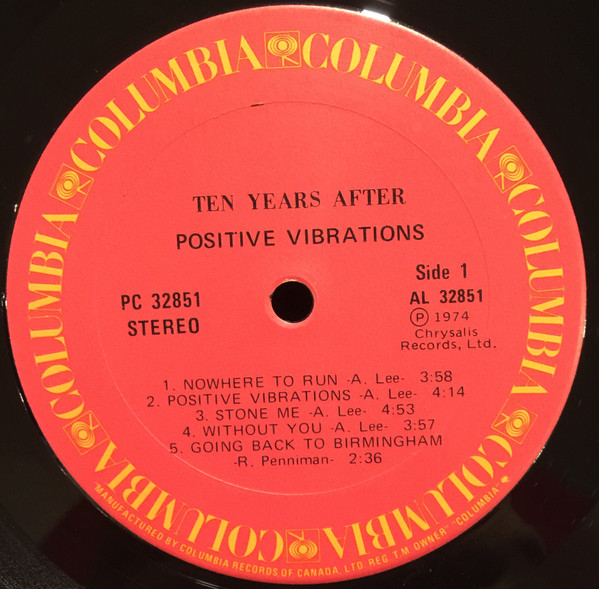 COLUMBIA COLUMBIA COLUMBIA COLUMBIA COLUMBIA COLUMBIA COLUMBIA
TEN YEARS AFTER
POSITIVE VIBRATIONS
Side 1
PC 32851
STEREO
AL 32851
Ⓟ 1974
Chrysalis
Records, Ltd.
1. NOWHERE TO RUN -A. Lee- 3:58
2. POSITIVE VIBRATIONS -A. Lee- 4:14
3. STONE ME -A. Lee- 4:53
4. WITHOUT YOU -A. Lee- 3:57
5. GOING BACK TO BIRMINGHAM
-R. Penniman- 2:36
"MANUFACTURED BY COLUMBIA RECORDS OF CANADA, LTD. REG. T.M. OWNER" "COLUMBIA"